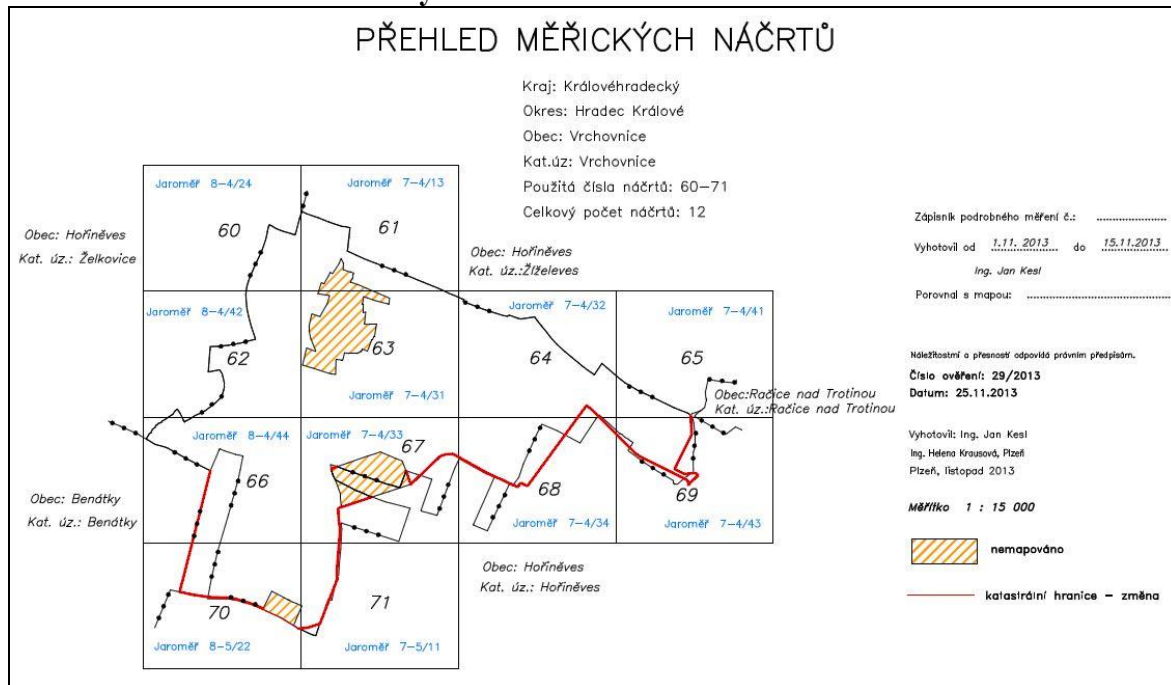 PŘEHLED MĚŘICKÝCH NÁČRTŮ
Kraj: Královéhradecký
Okres: Hradec Králové
Obec: Vrchovnice
Kat.úz: Vrchovnice
Použitá čísla náčrtů: 60–71
Celkový počet náčrtů: 12
Jaroměř 8–4/24
Jaroměř 7–4/13
60
61
Obec: Hořiněves
Kat. úz.: Želkovice
Obec: Hořiněves
Kat. úz.:Žíželeves
Jaroměř 8–4/42
Jaroměř 7–4/32
Jaroměř 7–4/41
62
63
64
65
Jaroměř 7–4/31
Obec:Račice nad Trotinou
Kat. úz.:Račice nad Trotinou
Jaroměř 8–4/44
Jaroměř 7–4/33
67
66
68
69
Obec: Benátky
Kat. úz.: Benátky
Jaroměř 7–4/34
Jaroměř 7–4/43
Obec: Hořiněves
Kat. úz.: Hořiněves
70
71
Jaroměř 8–5/22
Jaroměř 7–5/11
Zápisník podrobného měření č.: ....................
Vyhotovil od 1.11. 2013 do 15.11.2013
Ing. Jan Kesl
Porovnal s mapou: ........................................
Náležitostmi a přesností odpovídá právním předpisům.
Číslo ověření: 29/2013
Datum: 25.11.2013
Vyhotovil: Ing. Jan Kesl
Ing. Helena Krausová, Plzeň
Plzeň, listopad 2013
Měřítko 1 : 15 000
nemapováno
katastrální hranice – změna